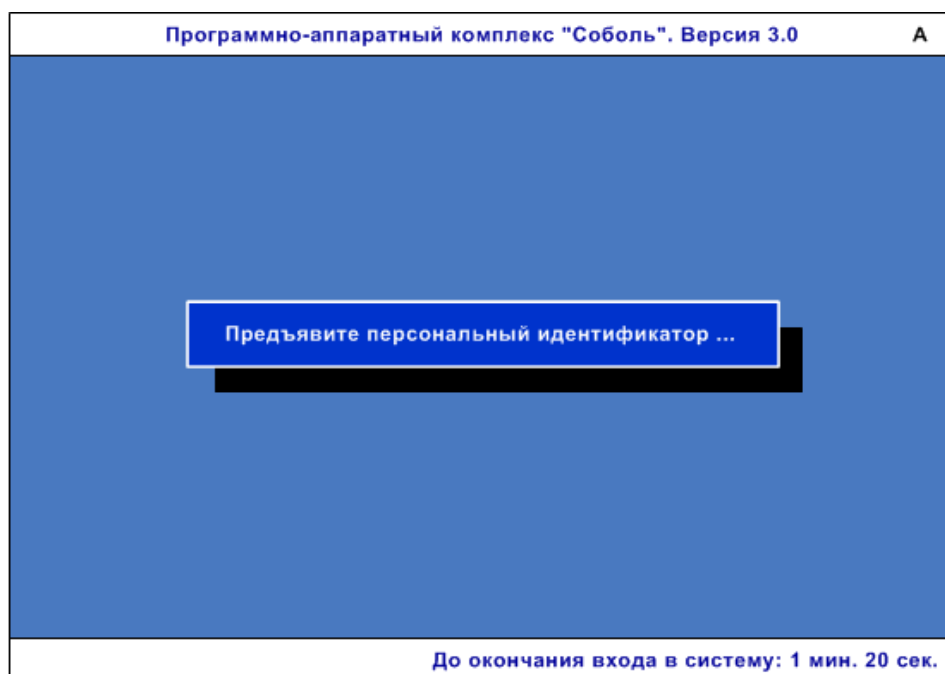 Программно-аппаратный комплекс "Соболь". Версия 3.0 А
Предъявите персональный идентификатор ...
До окончания входа в систему: 1 мин. 20 сек.